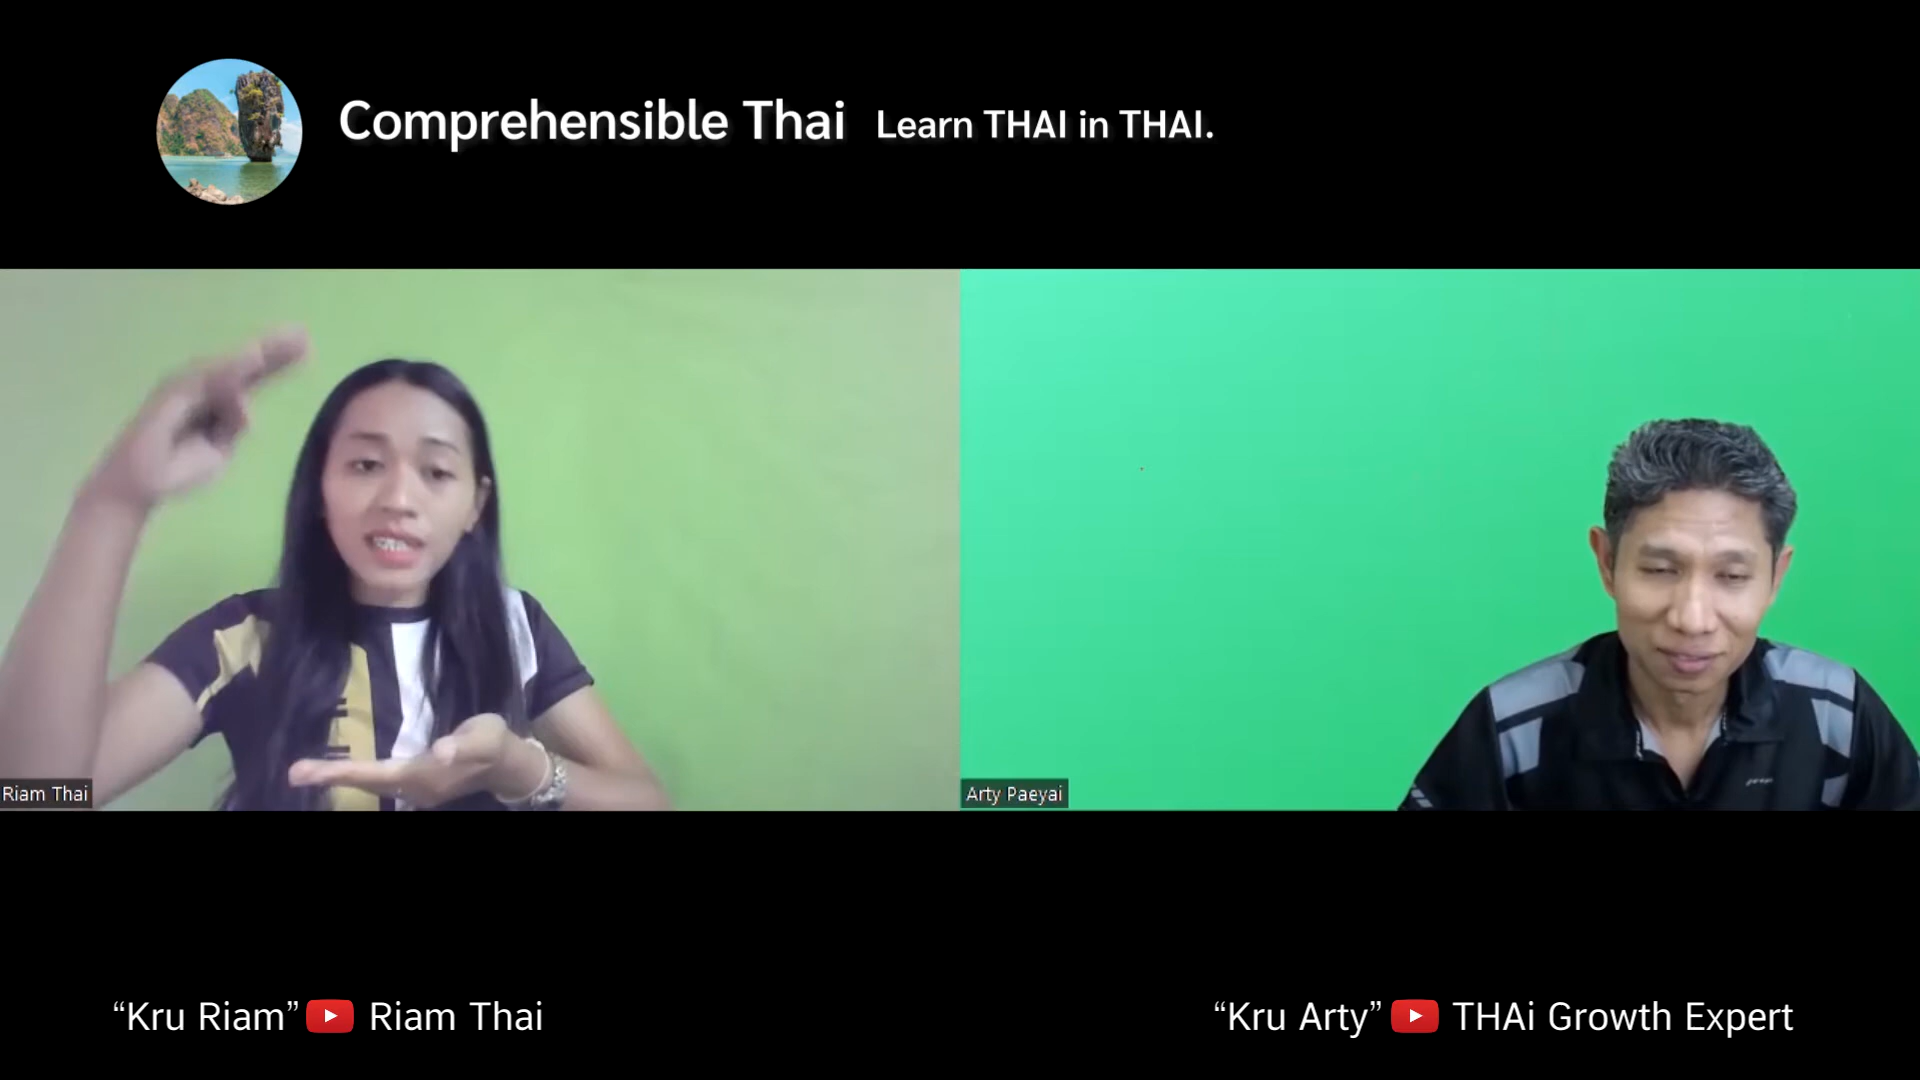 Comprehensible Thai Learn THAI in THAI.
Riam Thai
Arty Paeyai
“Kru Riam” Riam Thai
“Kru Arty” THAi Growth Expert